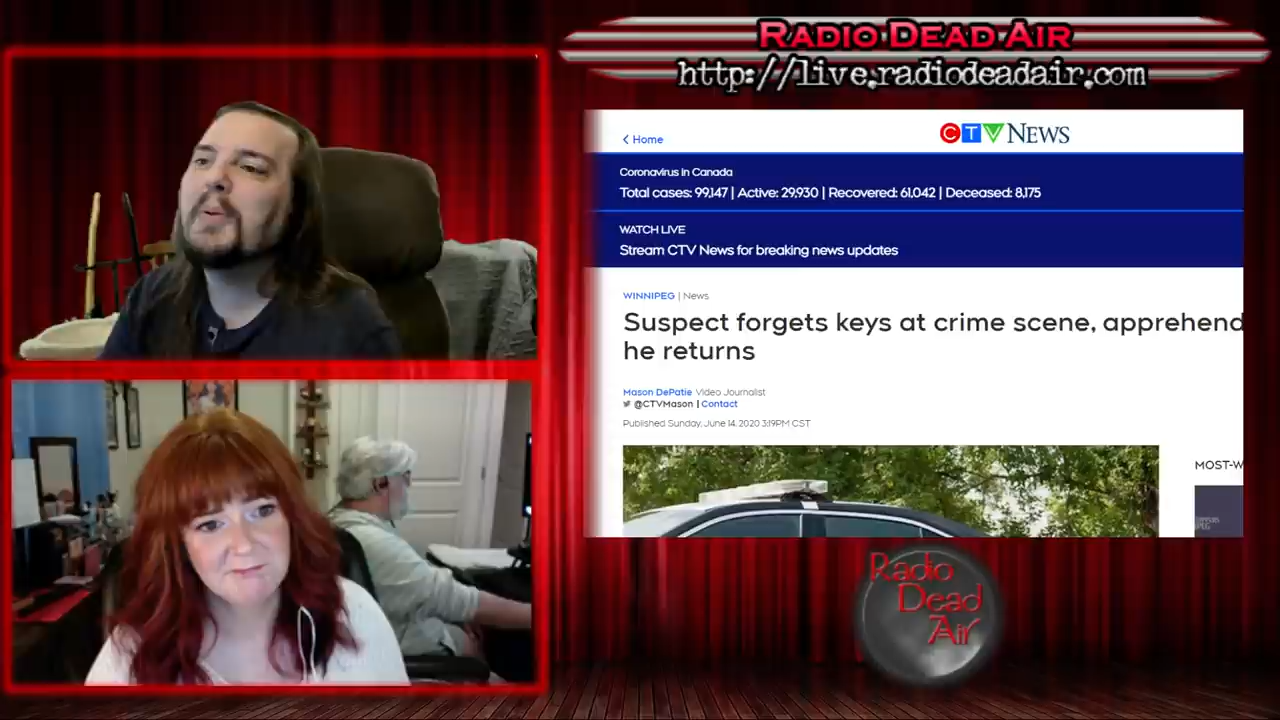 RADIO DEAD AIR
http://live.radiodeadair.com
< Home
CTV NEWS
Coronavirus in Canada
Total cases: 99,147 | Active: 29,930 | Recovered: 61,042 | Deceased: 8,175
WATCH LIVE
Stream CTV News for breaking news updates
WINNIPEG | News
Suspect forgets keys at crime scene, apprehend
he returns
Mason DePatie Video Journalist
@CTVMason | Contact
Published Sunday, June 14, 2020 3:19PM CST
MOST-W
Radio
Dead
Air